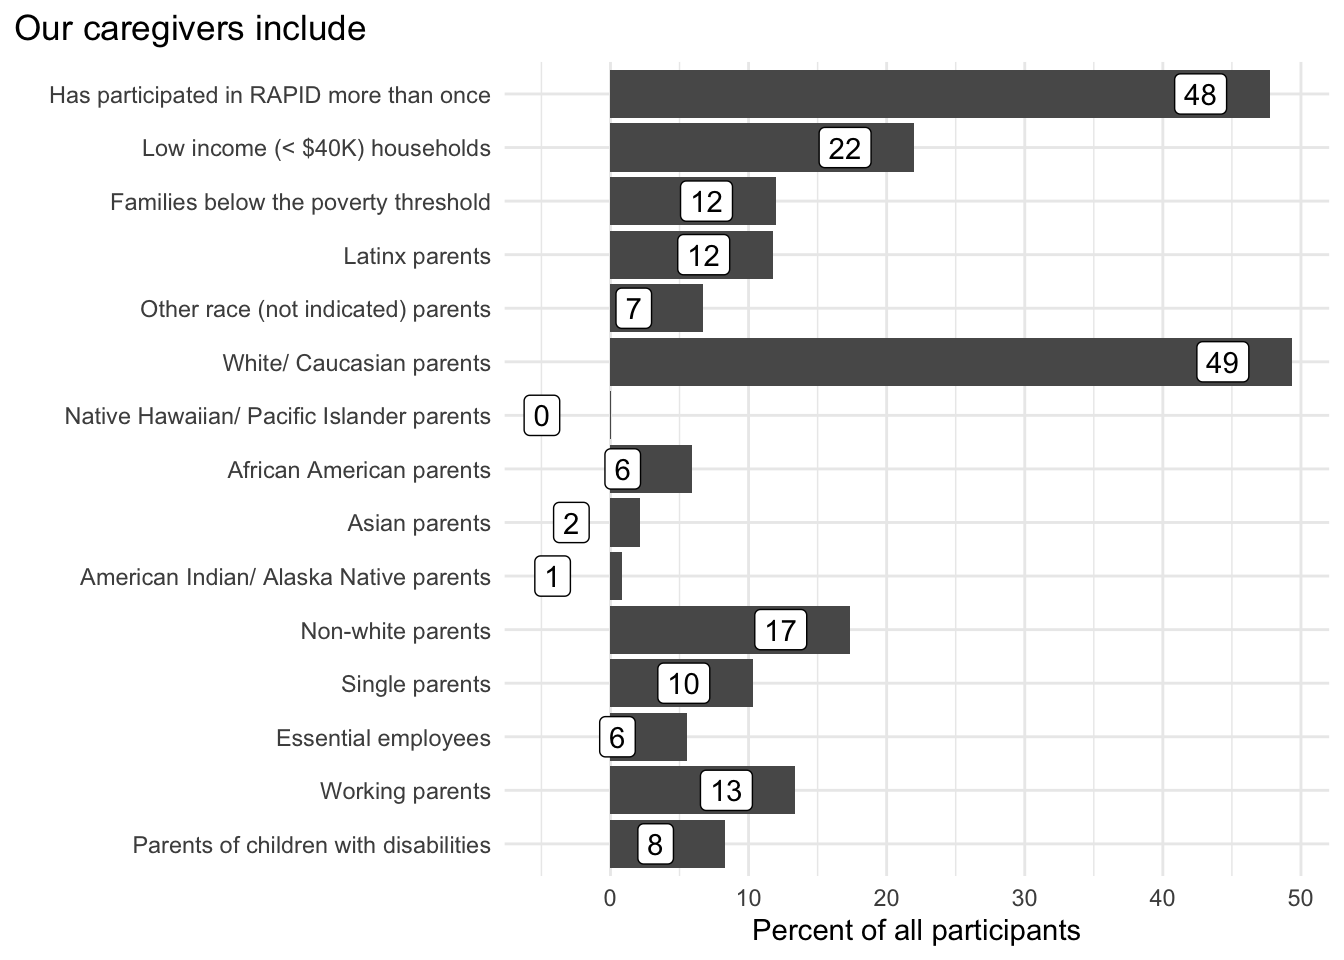 Our caregivers include
Has participated in RAPID more than once 48
Low income (< $40K) households 22
Families below the poverty threshold 12
Latinx parents 12
Other race (not indicated) parents 7
White/ Caucasian parents 49
Native Hawaiian/ Pacific Islander parents 0
African American parents 6
Asian parents 2
American Indian/ Alaska Native parents 1
Non-white parents 17
Single parents 10
Essential employees 6
Working parents 13
Parents of children with disabilities 8
0 10 20 30 40 50
Percent of all participants